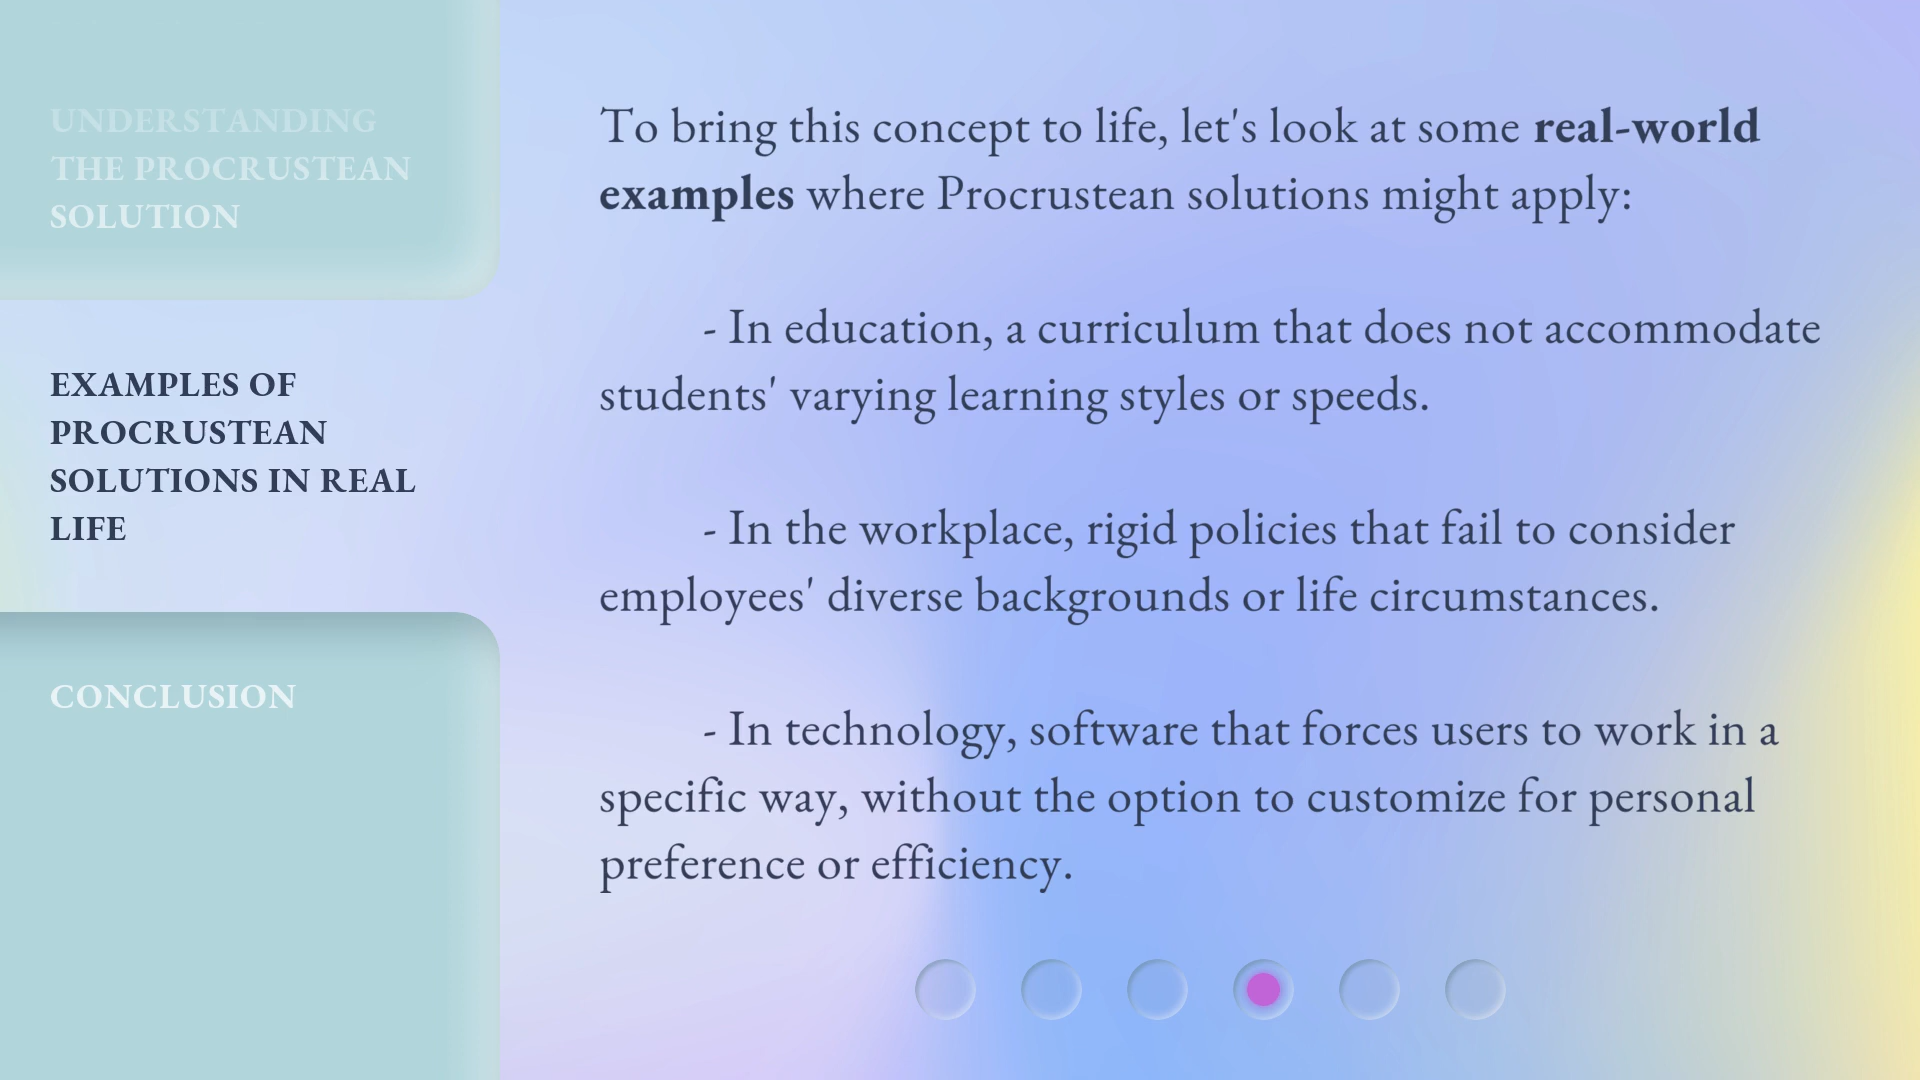 UNDERSTANDING
THE PROCRUSTEAN
SOLUTION
EXAMPLES OF
PROCRUSTEAN
SOLUTIONS IN REAL
LIFE
CONCLUSION
To bring this concept to life, let's look at some real-world
examples where Procrustean solutions might apply:
- In education, a curriculum that does not accommodate
students' varying learning styles or speeds.
- In the workplace, rigid policies that fail to consider
employees' diverse backgrounds or life circumstances.
- In technology, software that forces users to work in a
specific way, without the option to customize for personal
preference or efficiency.